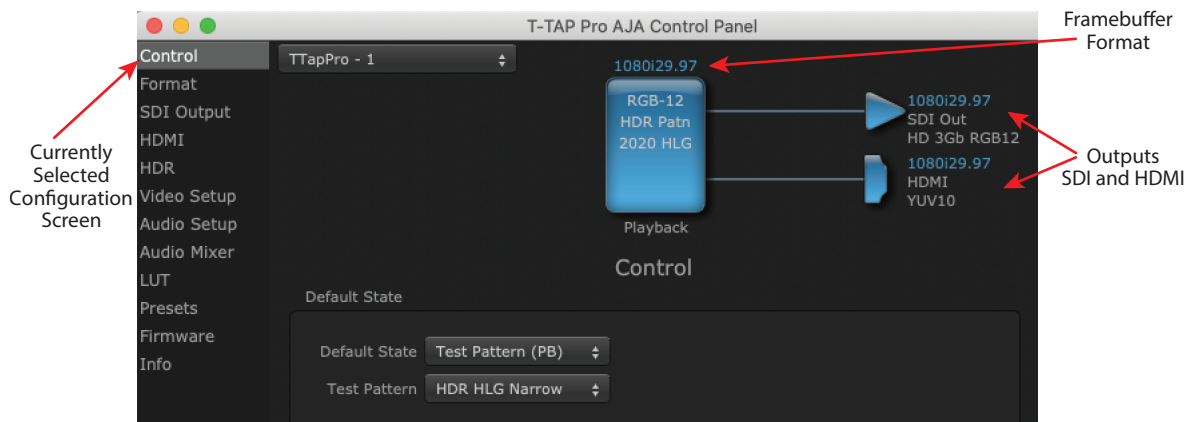 T-TAP Pro AJA Control Panel
Framebuffer
Format
Control
Format
SDI Output
HDMI
HDR
Video Setup
Audio Setup
Audio Mixer
LUT
Presets
Firmware
Info
Currently
Selected
Configuration
Screen
TTapPro - 1
1080i29.97
RGB-12
HDR Patn
2020 HLG
Playback
1080i29.97
SDI Out
HD 3Gb RGB12
1080i29.97
HDMI
YUV10
Outputs
SDI and HDMI
Control
Default State
Default State Test Pattern (PB)
Test Pattern HDR HLG Narrow